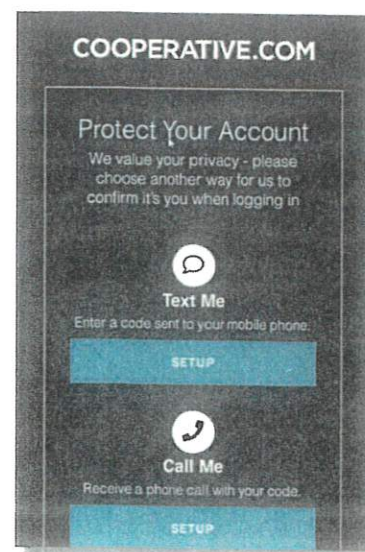 COOPERATIVE.COM
Protect Your Account
We value your privacy - please
choose another way for us to
confirm it's you when logging in
Text Me
Enter a code sent to your mobile phone.
SETUP
Call Me
Receive a phone call with your code.
SETUP